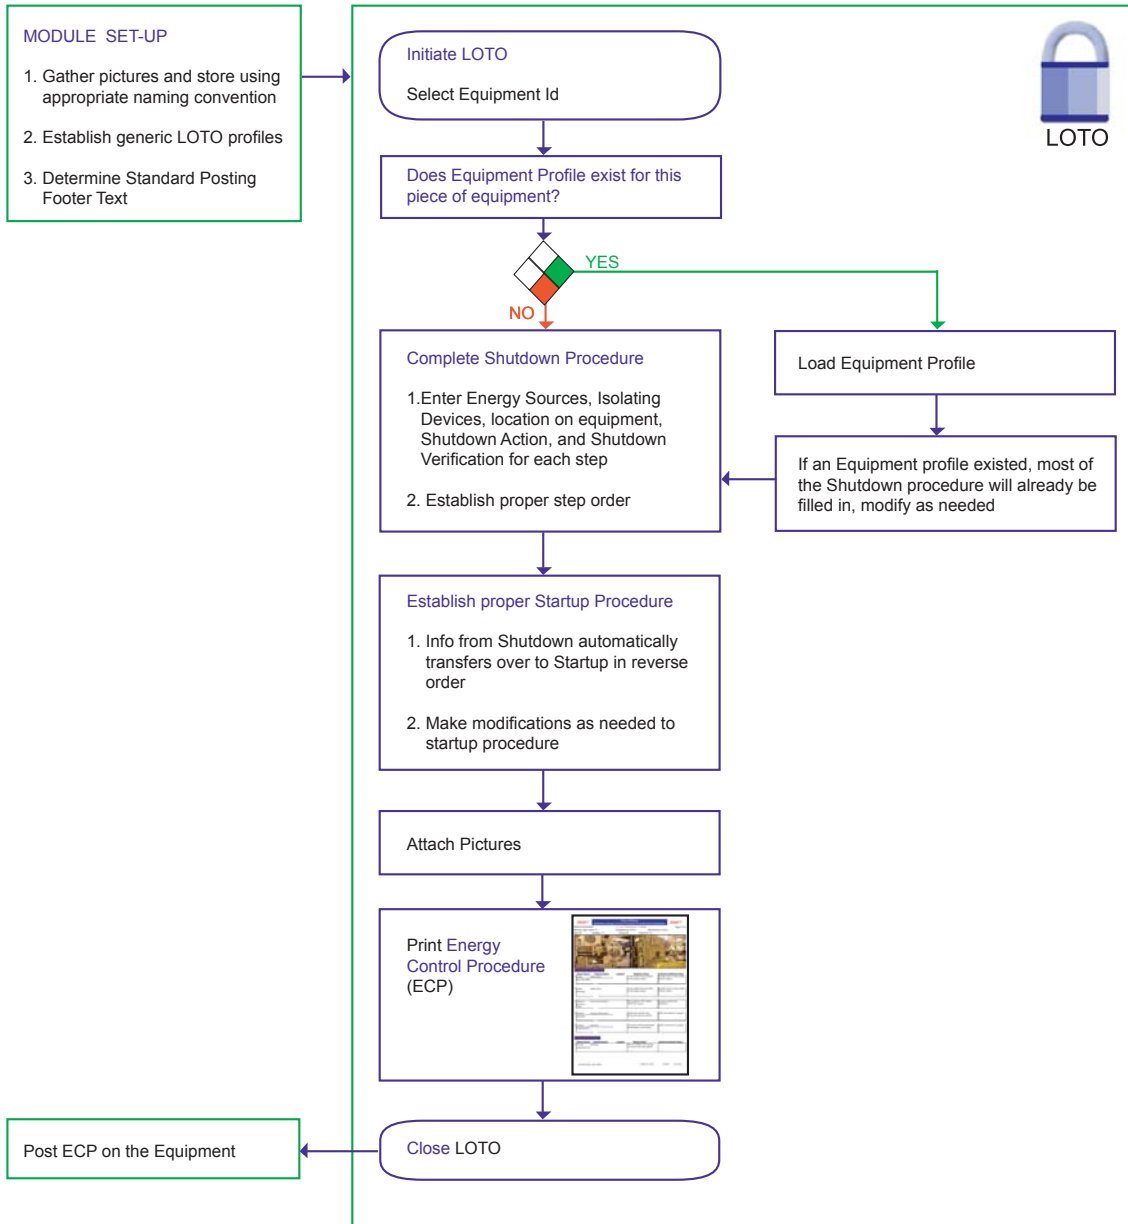 MODULE SET-UP
1. Gather pictures and store using
appropriate naming convention
2. Establish generic LOTO profiles
3. Determine Standard Posting
Footer Text
Initiate LOTO
Select Equipment Id
LOTO
Does Equipment Profile exist for this
piece of equipment?
YES
NO
Complete Shutdown Procedure
1.Enter Energy Sources, Isolating
Devices, location on equipment,
Shutdown Action, and Shutdown
Verification for each step
2. Establish proper step order
Load Equipment Profile
If an Equipment profile existed, most of
the Shutdown procedure will already be
filled in, modify as needed
Establish proper Startup Procedure
1. Info from Shutdown automatically
transfers over to Startup in reverse
order
2. Make modifications as needed to
startup procedure
Attach Pictures
Print Energy
Control Procedure
(ECP)
Close LOTO
Post ECP on the Equipment